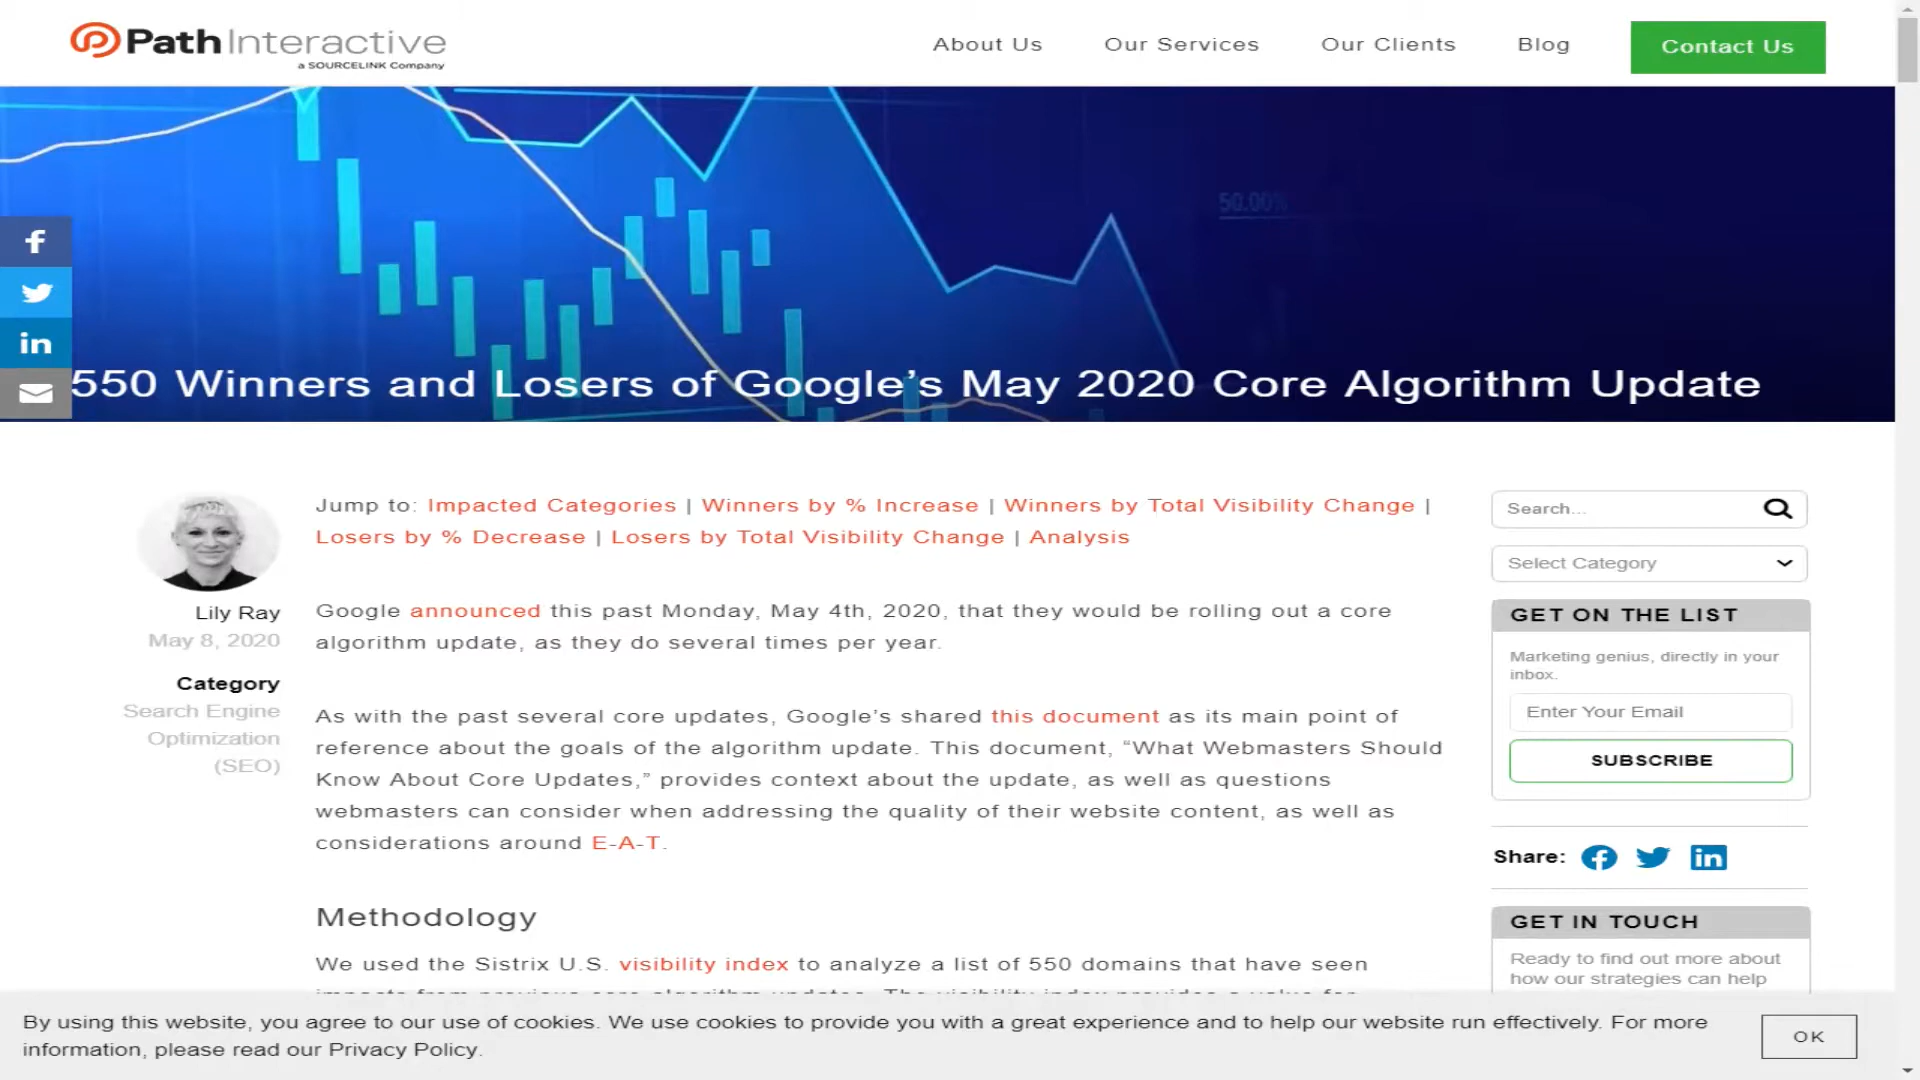 Path Interactive
a SOURCELINK Company
About Us
Our Services
Our Clients
Blog
Contact Us
50.00%
550 Winners and Losers of Google’s May 2020 Core Algorithm Update
Lily Ray
May 8, 2020
Category
Search Engine
Optimization
(SEO)
Jump to: Impacted Categories | Winners by % Increase | Winners by Total Visibility Change |
Losers by % Decrease | Losers by Total Visibility Change | Analysis
Google announced this past Monday, May 4th, 2020, that they would be rolling out a core
algorithm update, as they do several times per year.
As with the past several core updates, Google’s shared this document as its main point of
reference about the goals of the algorithm update. This document, “What Webmasters Should
Know About Core Updates,” provides context about the update, as well as questions
webmasters can consider when addressing the quality of their website content, as well as
considerations around E-A-T.
Methodology
We used the Sistrix U.S. visibility index to analyze a list of 550 domains that have seen
Search...
Select Category
GET ON THE LIST
Marketing genius, directly in your
inbox.
Enter Your Email
SUBSCRIBE
Share:
GET IN TOUCH
Ready to find out more about
how our strategies can help
By using this website, you agree to our use of cookies. We use cookies to provide you with a great experience and to help our website run effectively. For more
information, please read our Privacy Policy.
OK